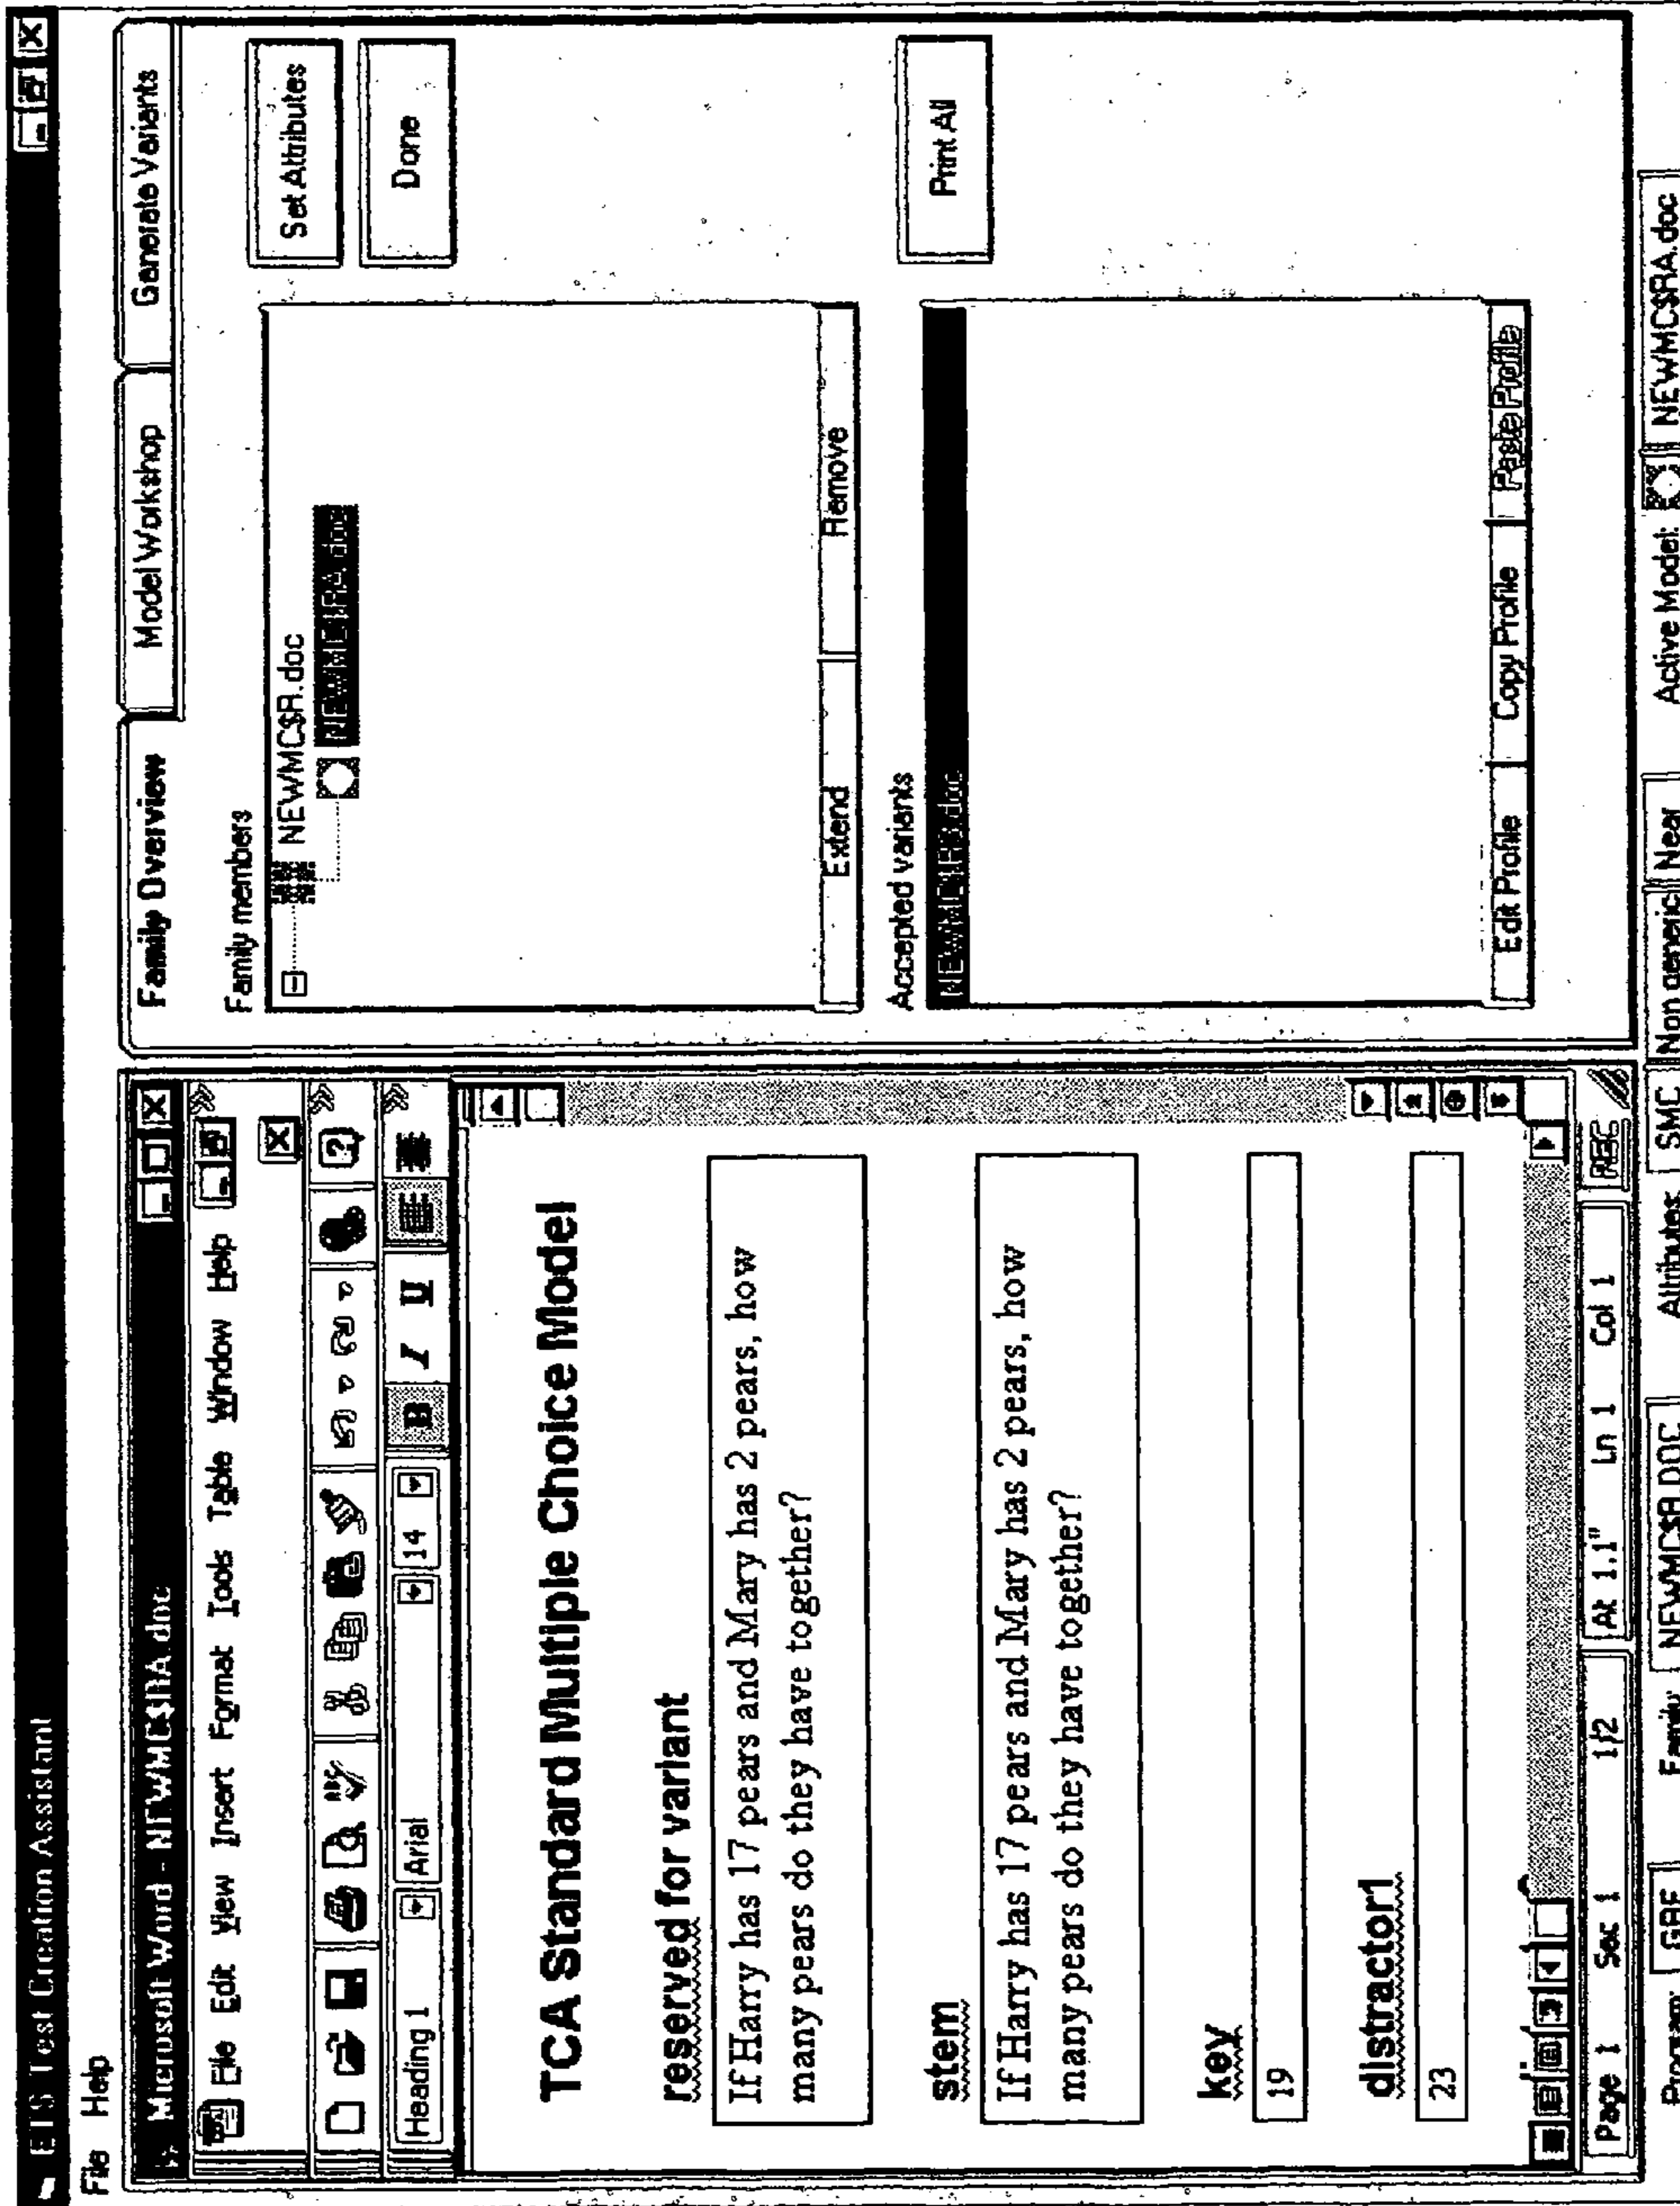 ETS Test Creation Assistant
File Help
Microsoft Word - NEWMC$RA.doc
File Edit View Insert Format Tools Table Window Help
Heading 1 Arial 14 B I U
TCA Standard Multiple Choice Model
reserved for variant
If Harry has 17 pears and Mary has 2 pears, how
many pears do they have together?
stem
If Harry has 17 pears and Mary has 2 pears, how
many pears do they have together?
key
19
distractor1
23
Page 1 Sec 1 1/2 At 1.1" Ln 1 Col 1 REC
Family Overview Model Workshop Generate Variants
Family members
NEWMC$R.doc
NEWMC$RA.doc
Extend Remove
Set Attributes
Done
Accepted variants
Edit Profile Copy Profile Paste Profile
Print All
Program: GRE Family: NEWMC$R.DOC Attributes: SMC Non generic Near Active Model: NEWMC$RA.doc